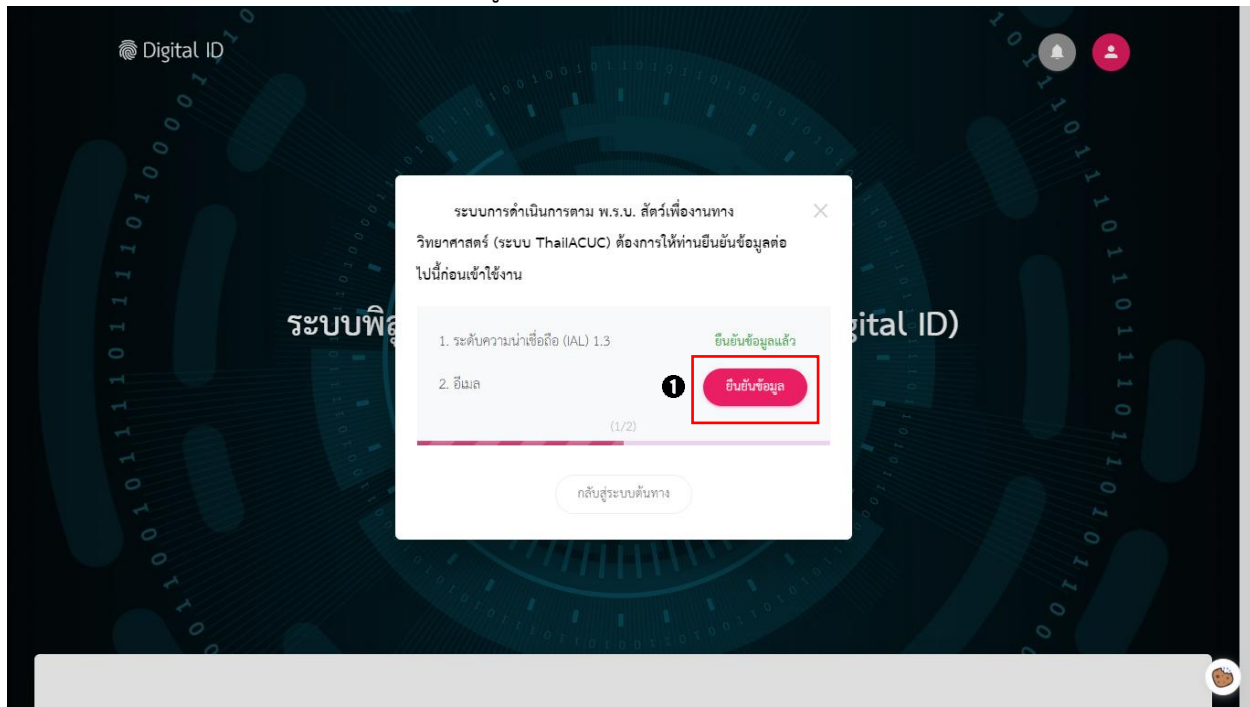 Digital ID
ระบบการดำเนินการตาม พ.ร.บ. สัตว์เพื่องานทาง
วิทยาศาสตร์ (ระบบ ThaiIACUC) ต้องการให้ท่านยืนยันข้อมูลต่อ
ไปนี้ก่อนเข้าใช้งาน
ระบบพิ
gital ID)
1. ระดับความน่าเชื่อถือ (IAL) 1.3 ยืนยันข้อมูลแล้ว
2. อีเมล 1 ยืนยันข้อมูล
(1/2)
กลับสู่ระบบต้นทาง